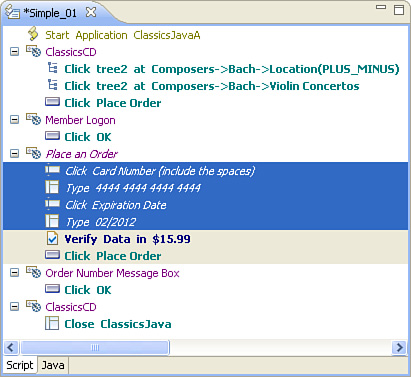 *Simple_01
Start Application ClassicsJavaA
ClassicsCD
Click tree2 at Composers->Bach->Location(PLUS_MINUS)
Click tree2 at Composers->Bach->Violin Concertos
Click Place Order
Member Logon
Click OK
Place an Order
Click Card Number (include the spaces)
Type 4444 4444 4444 4444
Click Expiration Date
Type 02/2012
Verify Data in $15.99
Click Place Order
Order Number Message Box
Click OK
ClassicsCD
Close ClassicsJava
Script Java